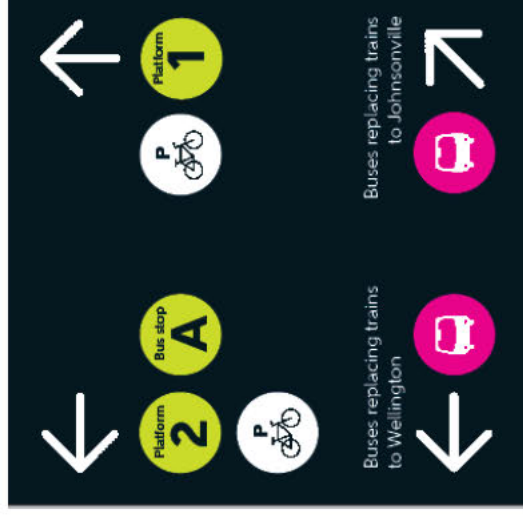 Platform
2
Bus stop
A
P
P
Platform
1
Buses replacing trains
to Wellington
Buses replacing trains
to Johnsonville